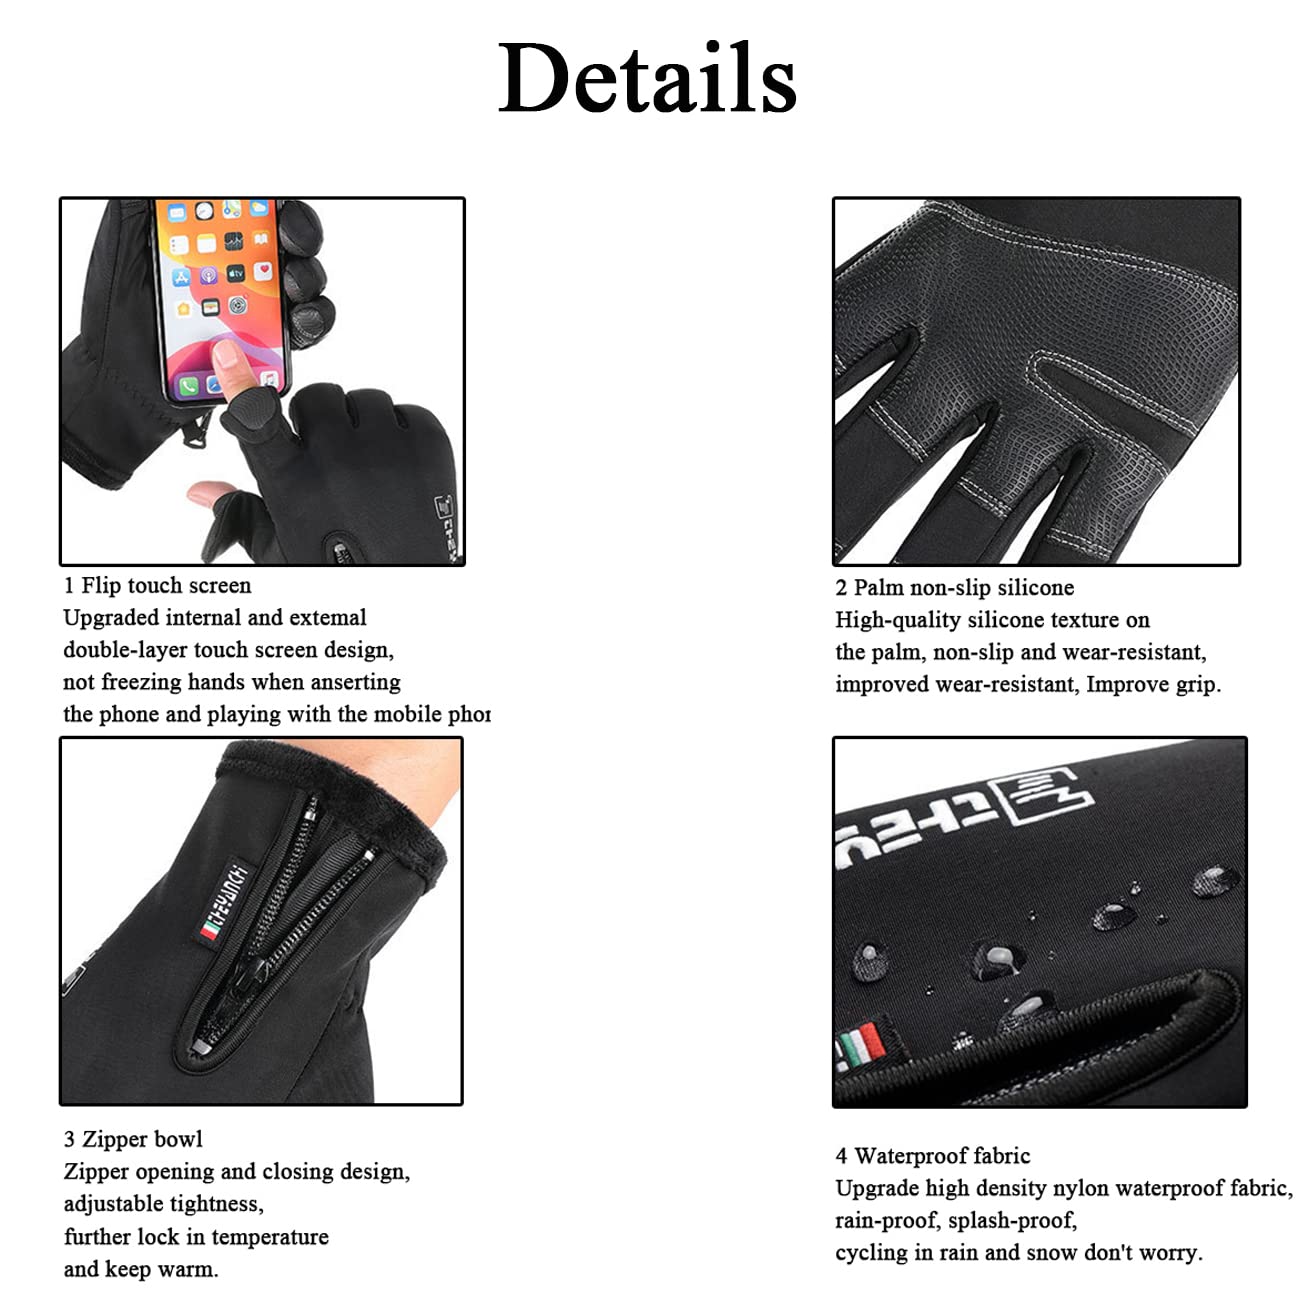 Details
1 Flip touch screen
Upgraded internal and extemal
double-layer touch screen design,
not freezing hands when anserting
the phone and playing with the mobile phor
2 Palm non-slip silicone
High-quality silicone texture on
the palm, non-slip and wear-resistant,
improved wear-resistant, Improve grip.
CHEYANCHI
3 Zipper bowl
Zipper opening and closing design,
adjustable tightness,
further lock in temperature
and keep warm.
4 Waterproof fabric
Upgrade high density nylon waterproof fabric,
rain-proof, splash-proof,
cycling in rain and snow don't worry.